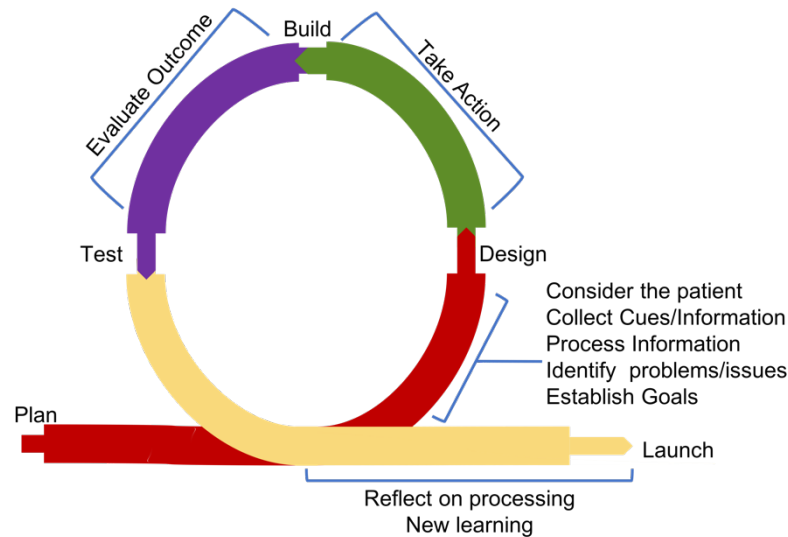 Build
Evaluate Outcome
Take Action
Test
Design
Consider the patient
Collect Cues/Information
Process Information
Identify problems/issues
Establish Goals
Plan
Launch
Reflect on processing
New learning